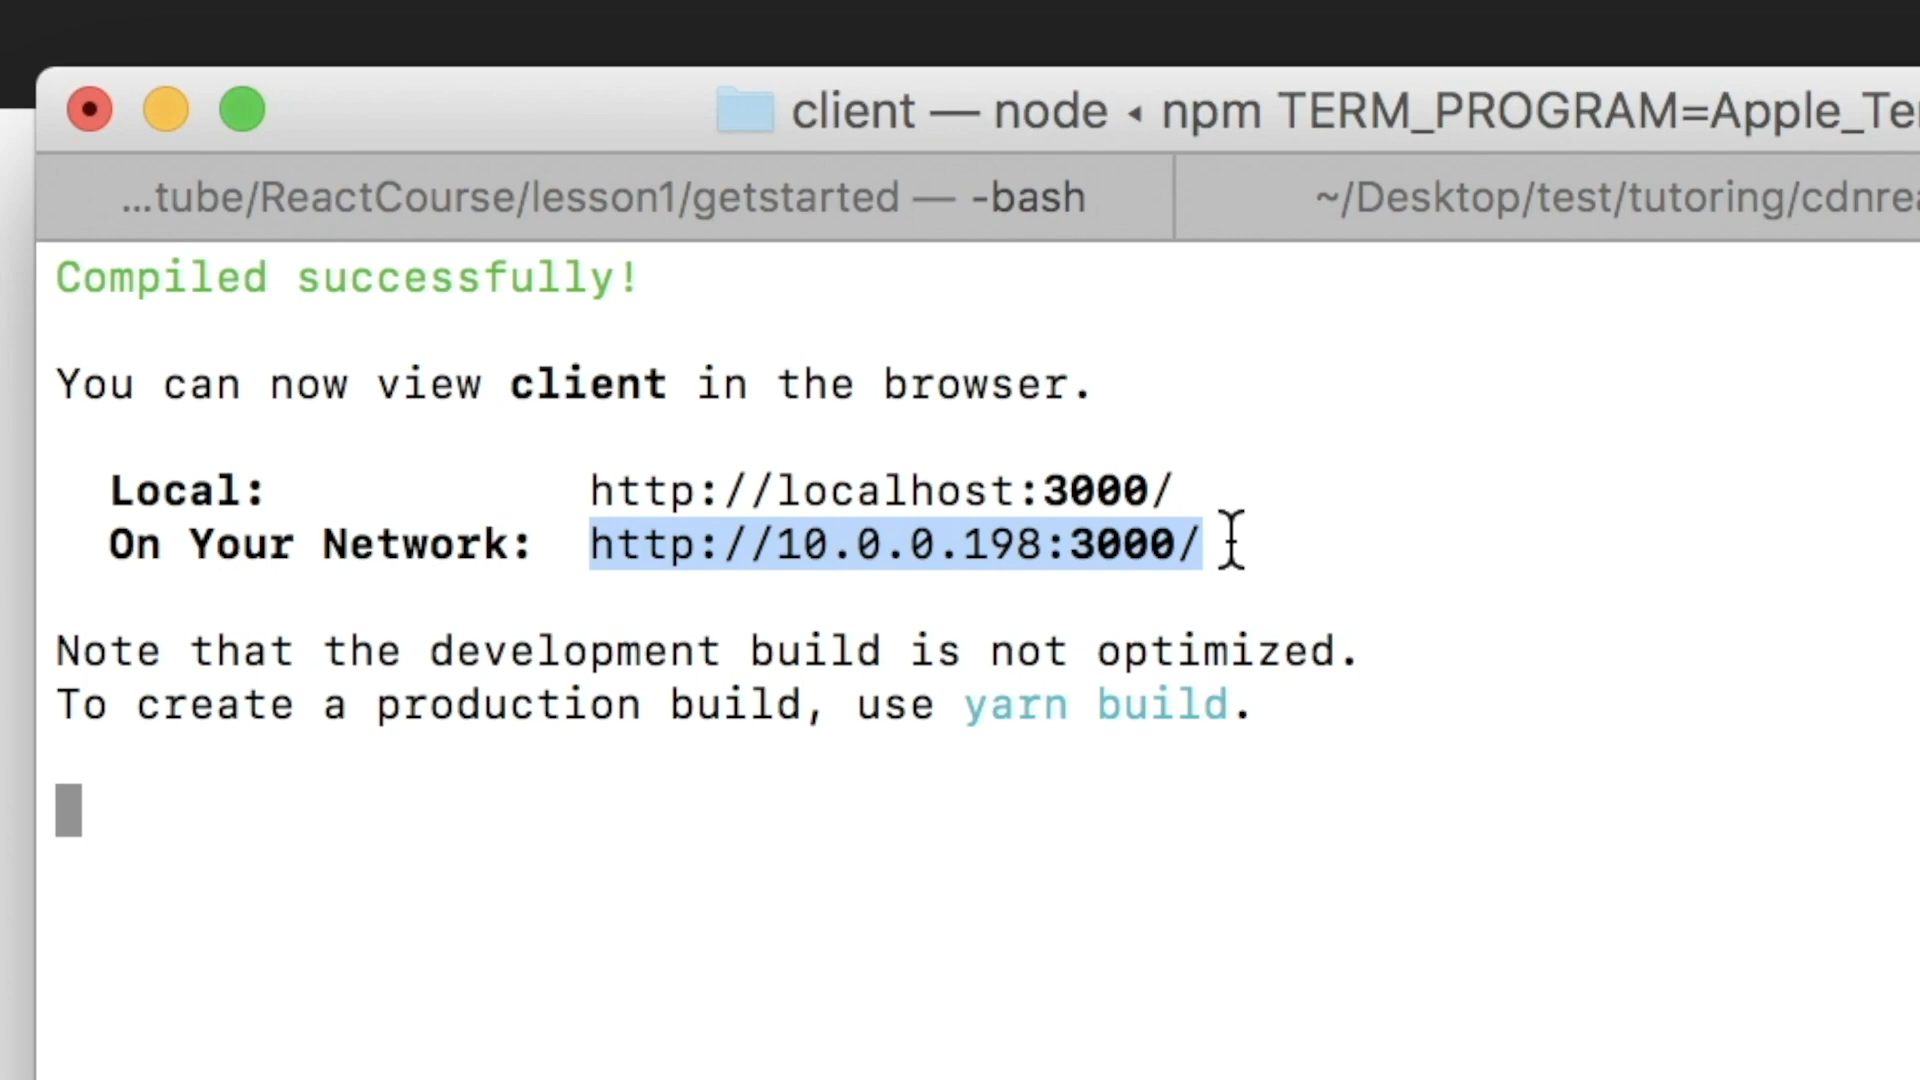 client — node ◂ npm TERM_PROGRAM=Apple_Te
...tube/ReactCourse/lesson1/getstarted — -bash
~/Desktop/test/tutoring/cdnrea
Compiled successfully!
You can now view client in the browser.
Local: http://localhost:3000/
On Your Network: http://10.0.0.198:3000/
Note that the development build is not optimized.
To create a production build, use yarn build.